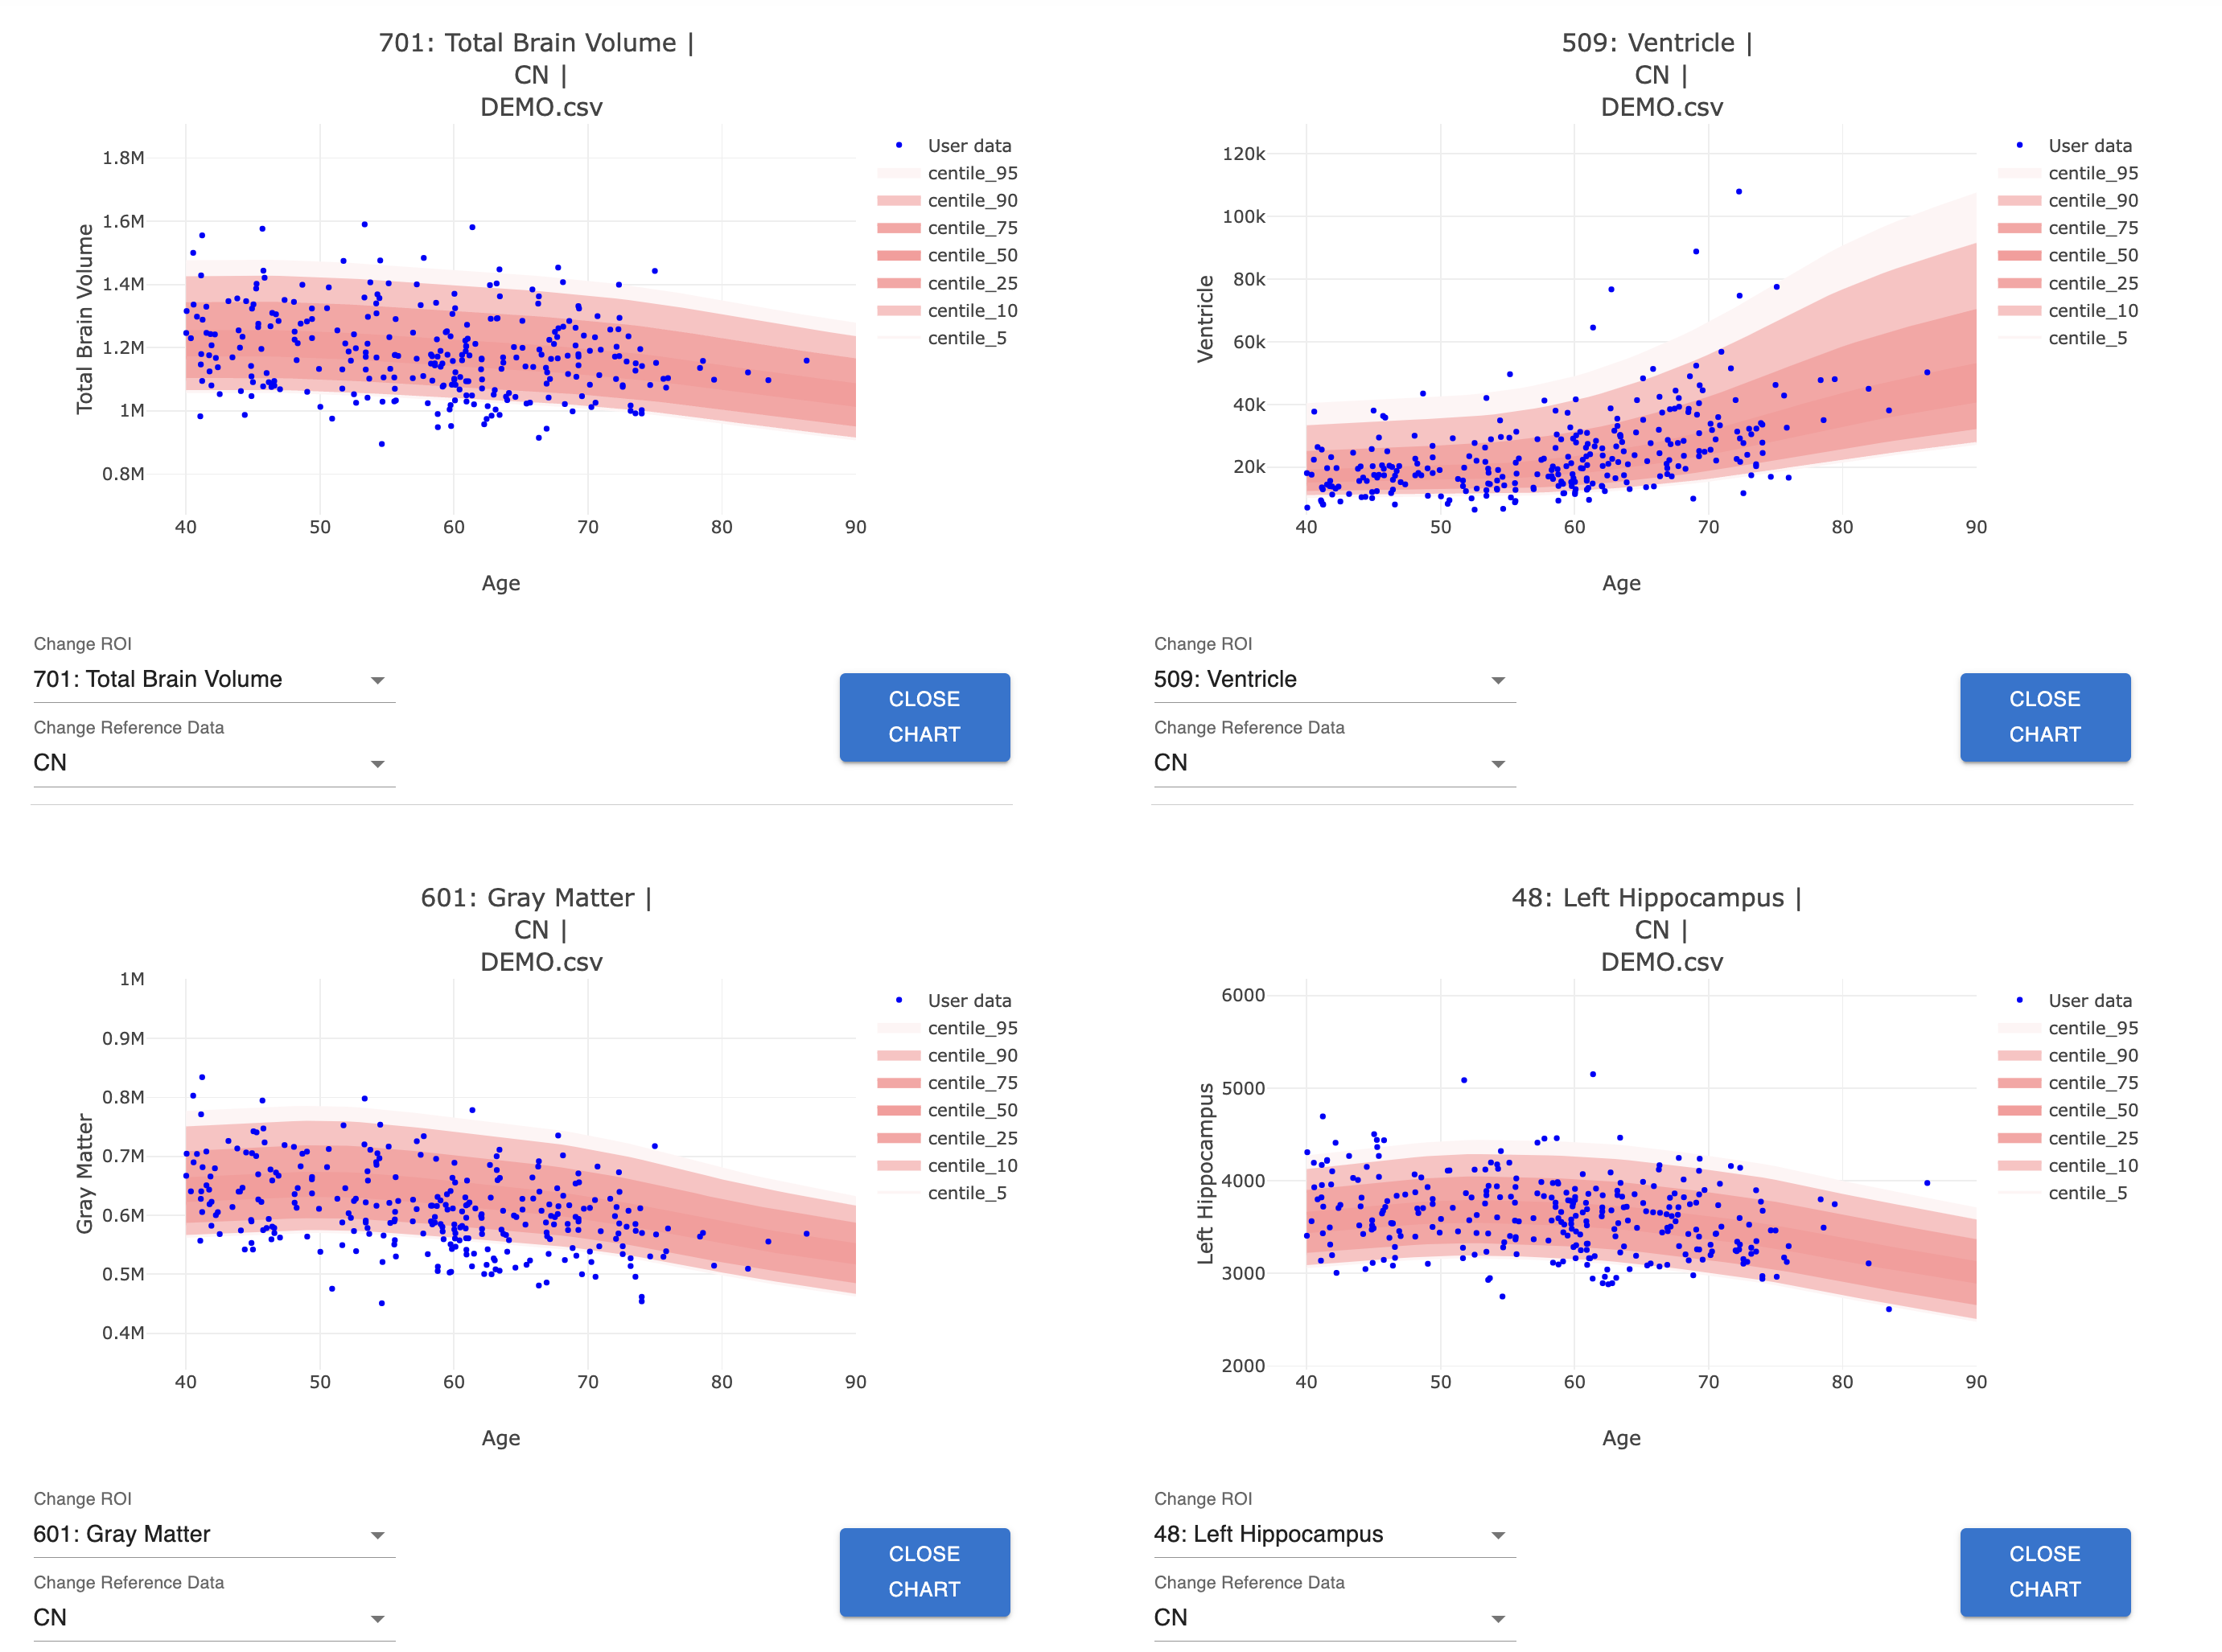 701: Total Brain Volume |
CN |
DEMO.csv
Total Brain Volume
1.8M
1.6M
1.4M
1.2M
1M
0.8M
40 50 60 70 80 90
Age
User data
centile_95
centile_90
centile_75
centile_50
centile_25
centile_10
centile_5
Change ROI
701: Total Brain Volume
Change Reference Data
CN
CLOSE
CHART
509: Ventricle |
CN |
DEMO.csv
Ventricle
120k
100k
80k
60k
40k
20k
40 50 60 70 80 90
Age
User data
centile_95
centile_90
centile_75
centile_50
centile_25
centile_10
centile_5
Change ROI
509: Ventricle
Change Reference Data
CN
CLOSE
CHART
601: Gray Matter |
CN |
DEMO.csv
Gray Matter
1M
0.9M
0.8M
0.7M
0.6M
0.5M
0.4M
40 50 60 70 80 90
Age
User data
centile_95
centile_90
centile_75
centile_50
centile_25
centile_10
centile_5
Change ROI
601: Gray Matter
Change Reference Data
CN
CLOSE
CHART
48: Left Hippocampus |
CN |
DEMO.csv
Left Hippocampus
6000
5000
4000
3000
2000
40 50 60 70 80 90
Age
User data
centile_95
centile_90
centile_75
centile_50
centile_25
centile_10
centile_5
Change ROI
48: Left Hippocampus
Change Reference Data
CN
CLOSE
CHART